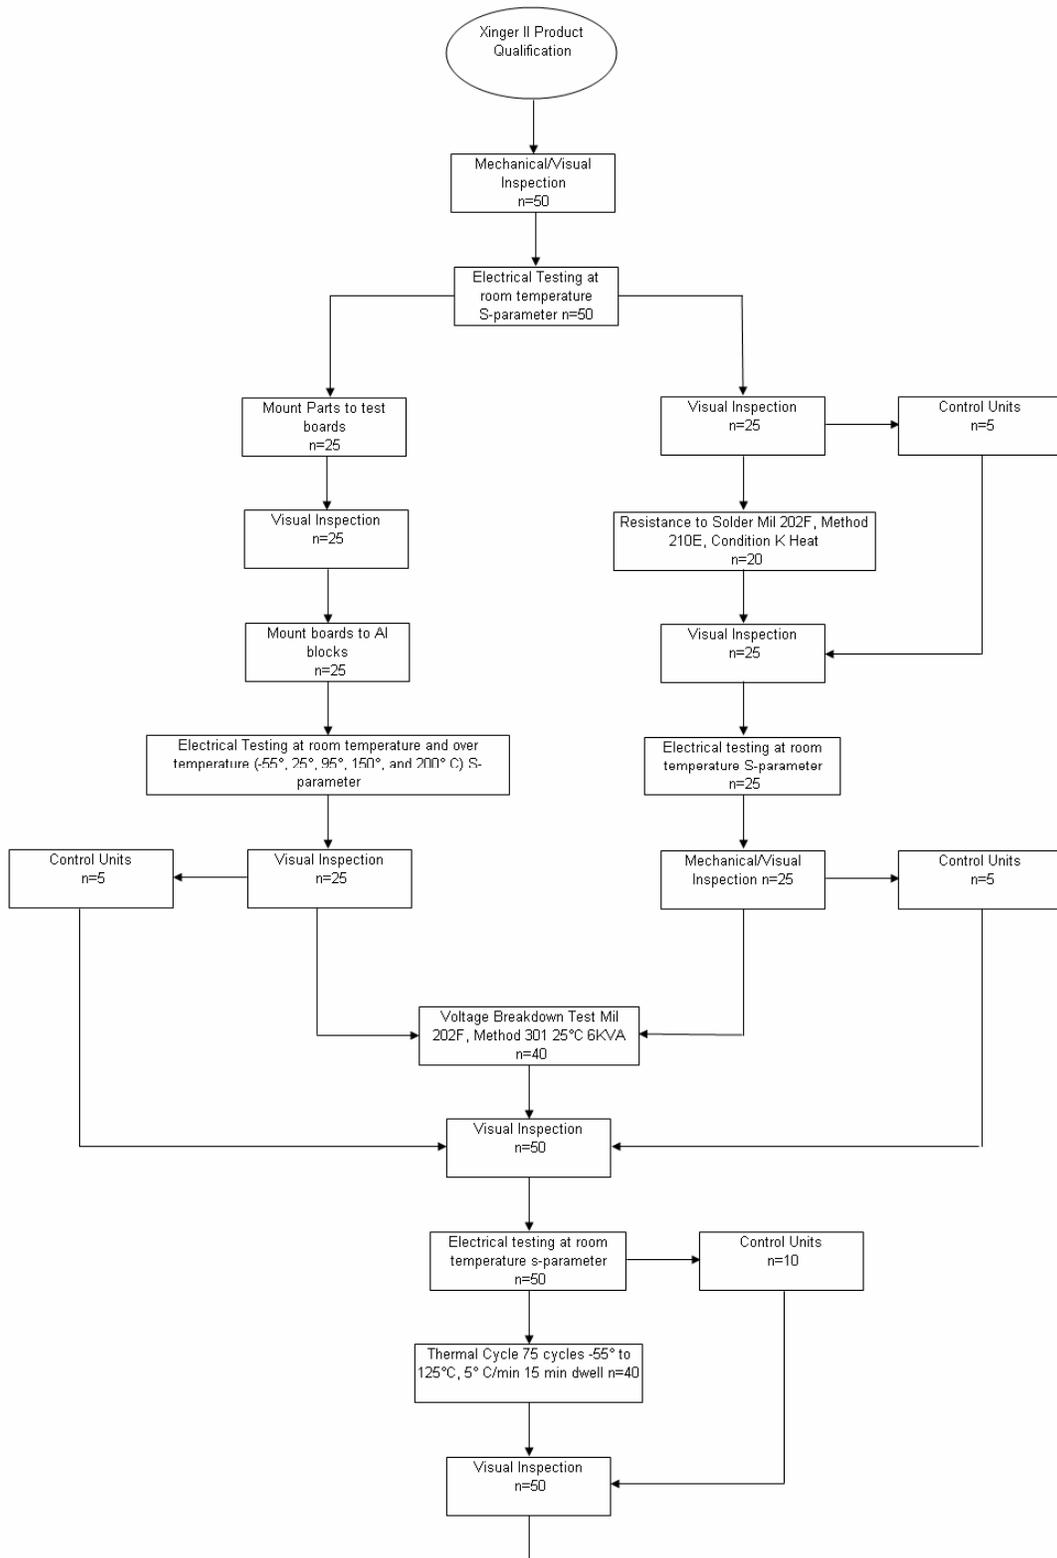 Xinger II Product
Qualification
Mechanical/Visual
Inspection
n=50
Electrical Testing at
room temperature
S-parameter n=50
Mount Parts to test
boards
n=25
Visual Inspection
n=25
Control Units
n=5
Visual Inspection
n=25
Resistance to Solder Mil 202F, Method
210E, Condition K Heat
n=20
Mount boards to Al
blocks
n=25
Visual Inspection
n=25
Electrical Testing at room temperature and over
temperature (-55°, 25°, 95°, 150°, and 200° C) S-
parameter
Electrical testing at room
temperature S-parameter
n=25
Control Units
n=5
Visual Inspection
n=25
Mechanical/Visual
Inspection n=25
Control Units
n=5
Voltage Breakdown Test Mil
202F, Method 301 25°C 6KVA
n=40
Visual Inspection
n=50
Electrical testing at room
temperature s-parameter
n=50
Control Units
n=10
Thermal Cycle 75 cycles -55° to
125°C, 5° C/min 15 min dwell n=40
Visual Inspection
n=50